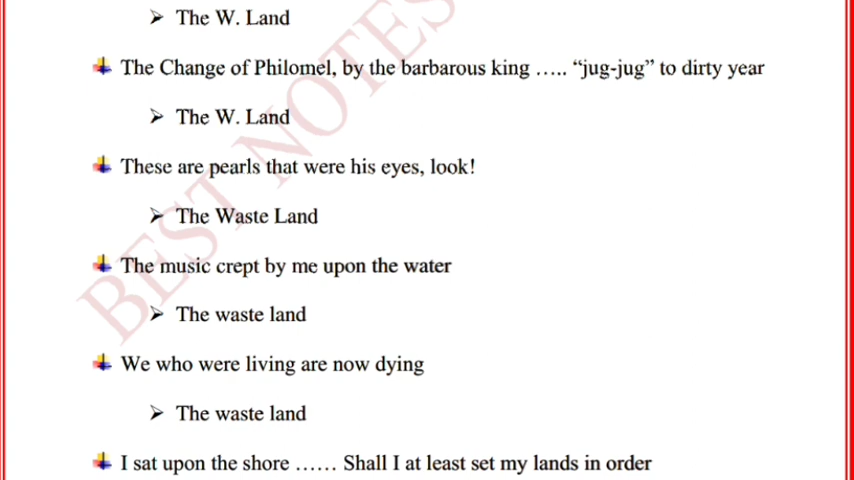 The W. Land
The Change of Philomel, by the barbarous king ….. “jug-jug” to dirty year
The W. Land
These are pearls that were his eyes, look!
The Waste Land
The music crept by me upon the water
The waste land
We who were living are now dying
The waste land
I sat upon the shore …… Shall I at least set my lands in order
BEST NOTES